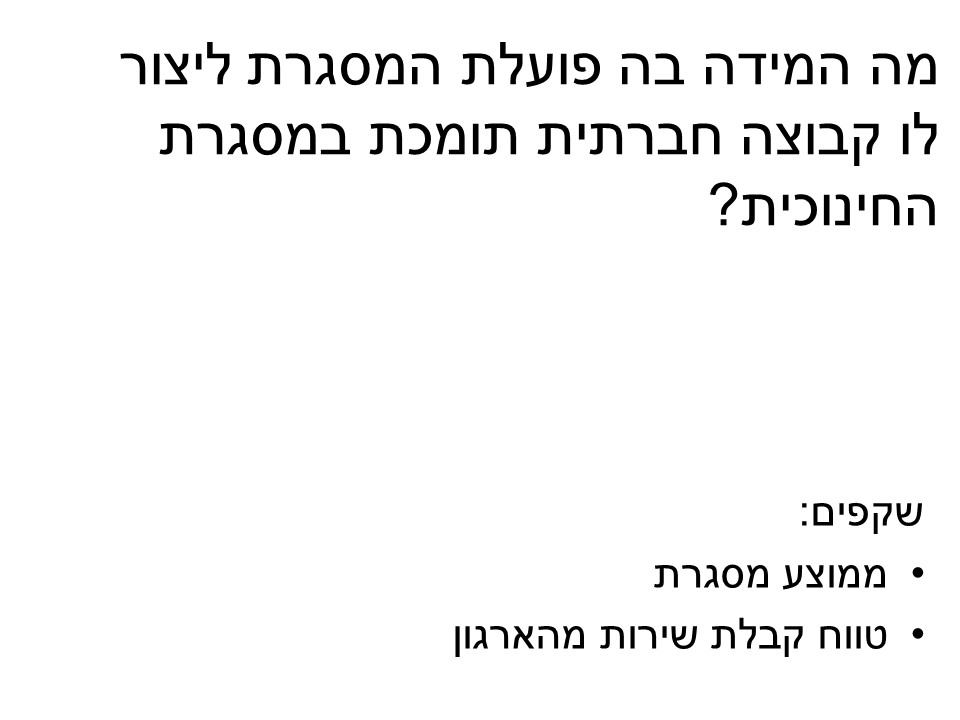 מה המידה בה פועלת המסגרת ליצור
לו קבוצה חברתית תומכת במסגרת
החינוכית?
שקפים:
• ממוצע מסגרת
• טווח קבלת שירות מהארגון